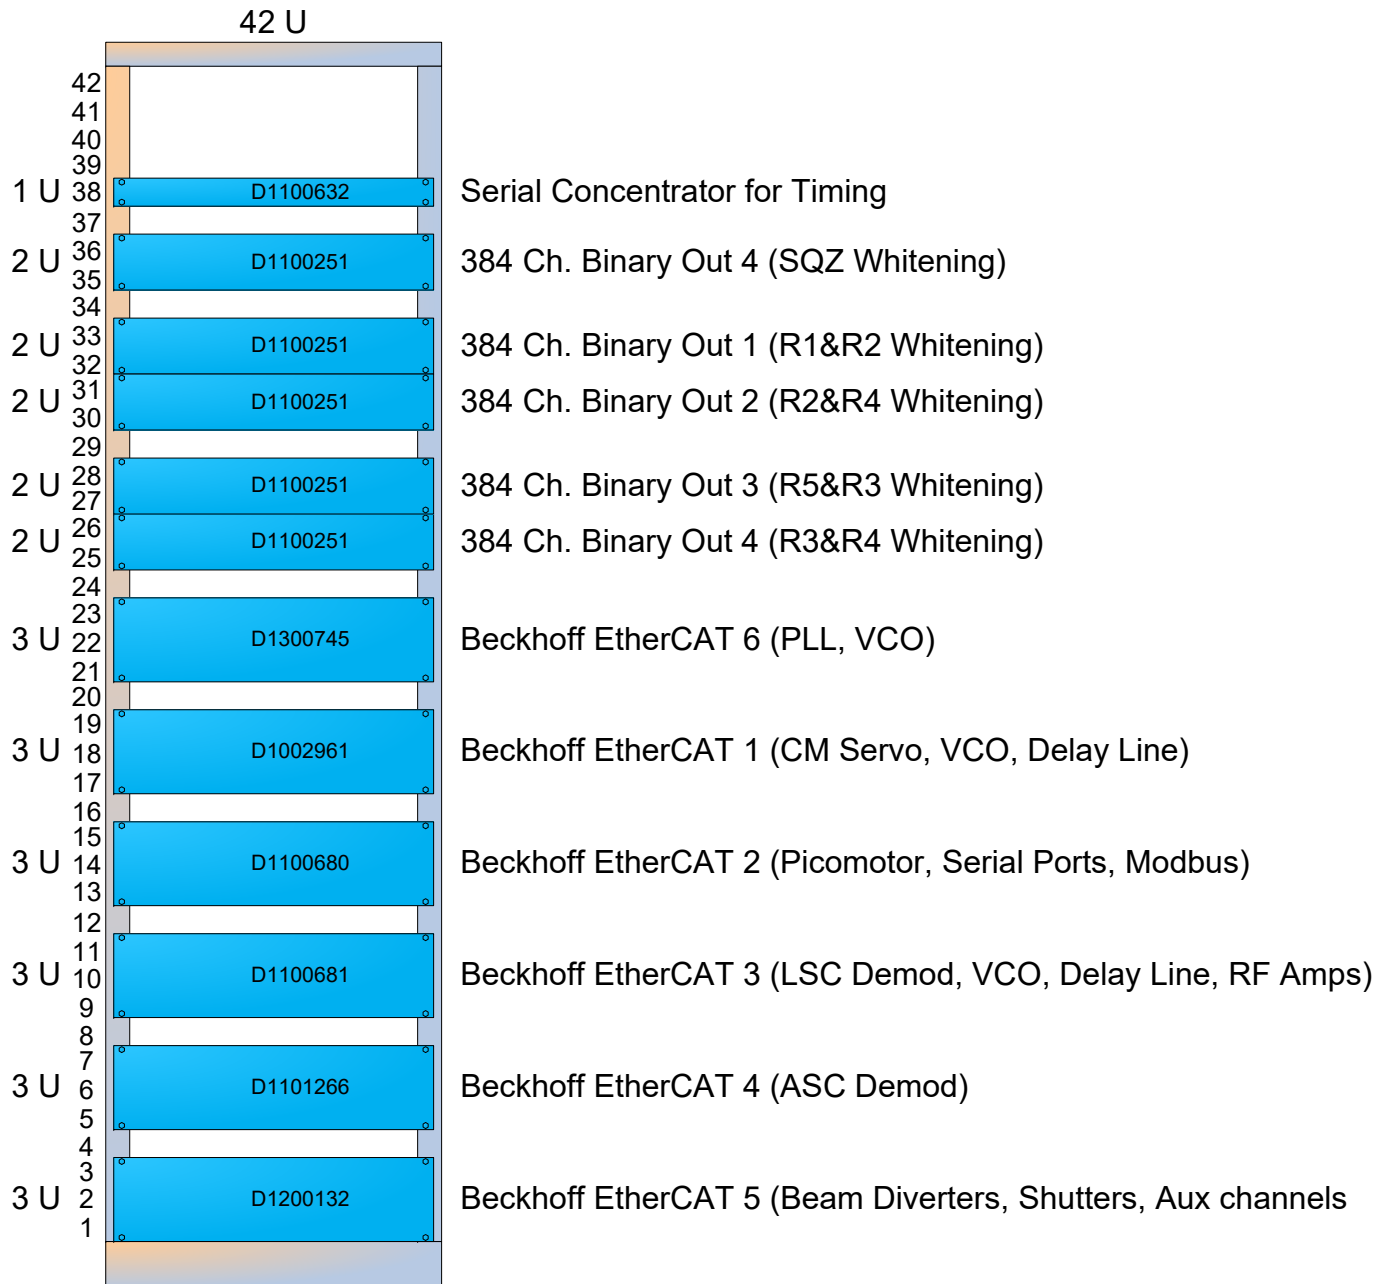 42 U
42
41
40
39
1 U 38 D1100632 Serial Concentrator for Timing
37
2 U 36 D1100251 384 Ch. Binary Out 4 (SQZ Whitening)
35
34
2 U 33 D1100251 384 Ch. Binary Out 1 (R1&R2 Whitening)
32
2 U 31 D1100251 384 Ch. Binary Out 2 (R2&R4 Whitening)
30
29
2 U 28 D1100251 384 Ch. Binary Out 3 (R5&R3 Whitening)
27
2 U 26 D1100251 384 Ch. Binary Out 4 (R3&R4 Whitening)
25
24
23
3 U 22 D1300745 Beckhoff EtherCAT 6 (PLL, VCO)
21
20
19
3 U 18 D1002961 Beckhoff EtherCAT 1 (CM Servo, VCO, Delay Line)
17
16
15
3 U 14 D1100680 Beckhoff EtherCAT 2 (Picomotor, Serial Ports, Modbus)
13
12
11
3 U 10 D1100681 Beckhoff EtherCAT 3 (LSC Demod, VCO, Delay Line, RF Amps)
9
8
7
3 U 6 D1101266 Beckhoff EtherCAT 4 (ASC Demod)
5
4
3
3 U 2 D1200132 Beckhoff EtherCAT 5 (Beam Diverters, Shutters, Aux channels
1